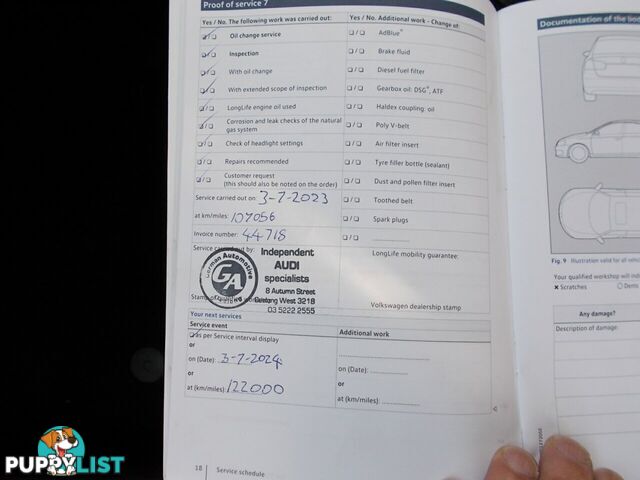 Proof of service 7
Yes / No. The following work was carried out:
Oil change service
Inspection
With oil change
With extended scope of inspection
LongLife engine oil used
Corrosion and leak checks of the natural
gas system
Check of headlight settings
Repairs recommended
Customer request
(this should also be noted on the order)
Service carried out on: 3-7-2023
at km/miles: 107056
Invoice number: 44718
Service carried out by:
German Automotive
GA
Independent
AUDI
specialists
8 Autumn Street
Geelong West 3218
03 5222 2555
Yes / No. Additional work - Change of:
AdBlue®
Brake fluid
Diesel fuel filter
Gearbox oil: DSG®, ATF
Haldex coupling: oil
Poly V-belt
Air filter insert
Tyre filler bottle (sealant)
Dust and pollen filter insert
Toothed belt
Spark plugs
LongLife mobility guarantee:
Volkswagen dealership stamp
Your next services
Service event
as per Service interval display
or
on (Date): 3-7-2024
or
at (km/miles): 122000
Additional work
on (Date):
or
at (km/miles):
18 Service schedule
Documentation of the
Fig. 9 Illustration valid for all
Your qualified workshop will
X Scratches O Dents
Any damage?
Description of damage:
PUPPYLIST